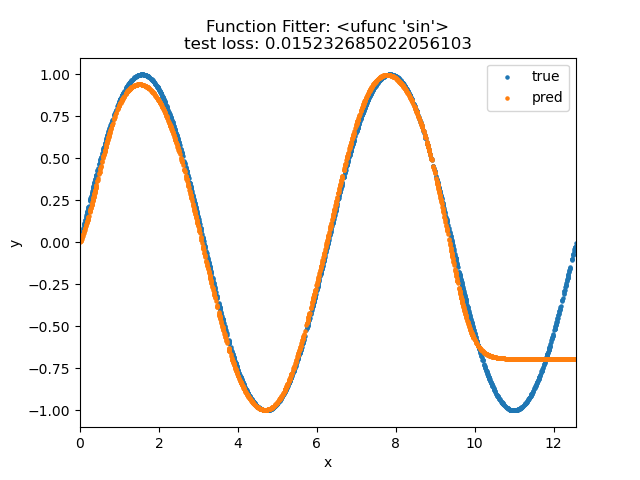 Function Fitter: <ufunc 'sin'>
test loss: 0.015232685022056103
true
pred
1.00
0.75
0.50
0.25
0.00
−0.25
−0.50
−0.75
−1.00
y
0 2 4 6 8 10 12
x